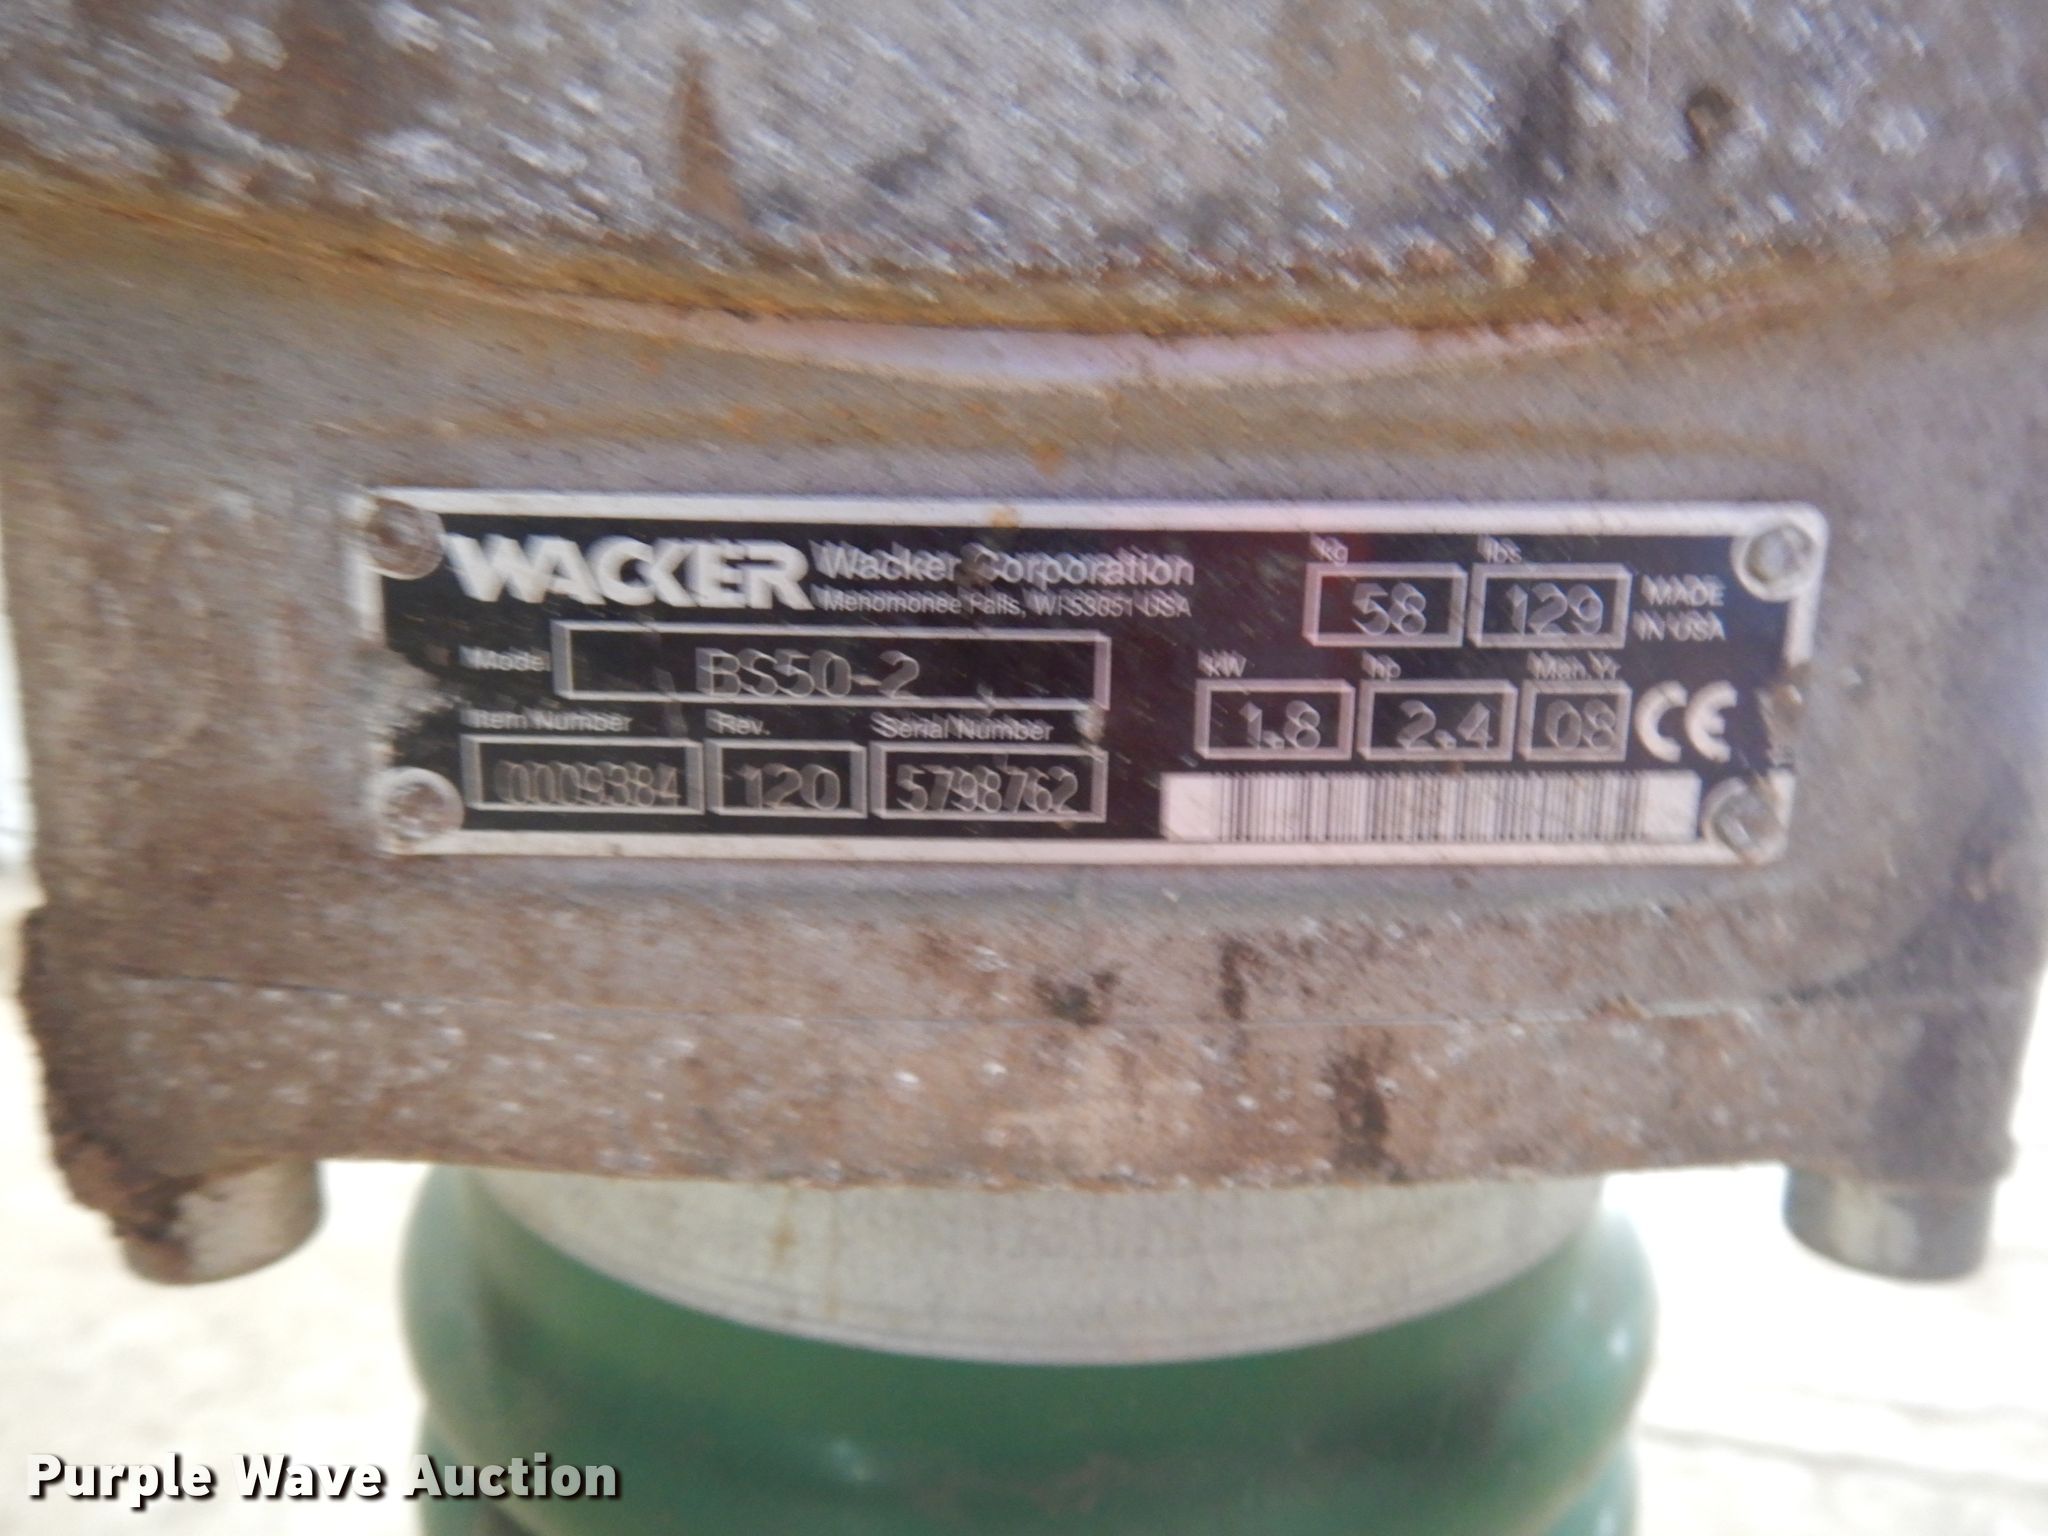 WACKER Wacker Corporation
Menomonee Falls, WI 53051 USA
kg lbs.
58 129 MADE IN USA
Model BS50-2
kW hp Man. Yr
1.8 2.4 08 CE
Item Number Rev. Serial Number
0009384 120 5798762
Purple Wave Auction